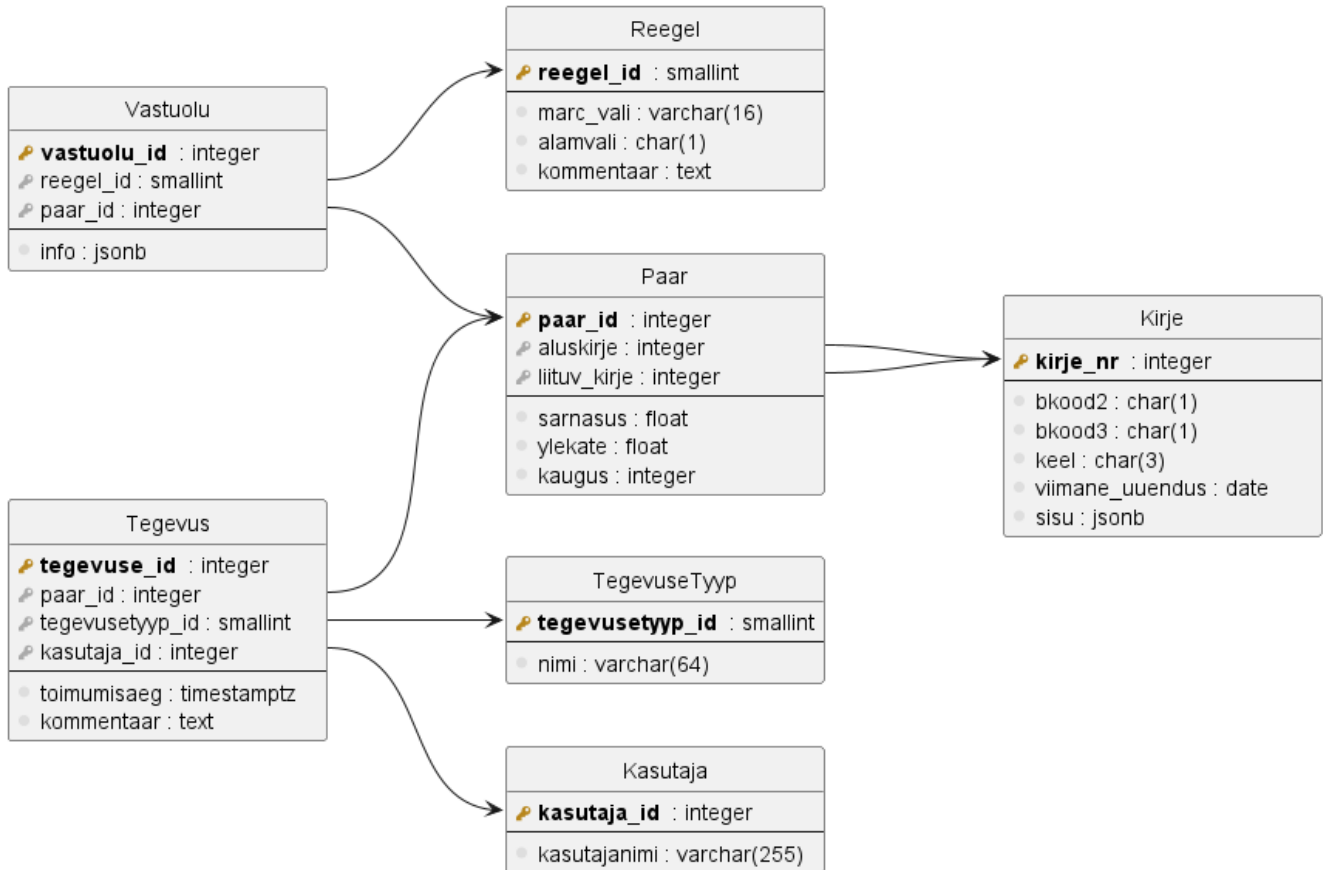 Vastuolu
vastuolu_id : integer
reegel_id : smallint
paar_id : integer
info : jsonb
Tegevus
tegevuse_id : integer
paar_id : integer
tegevusetyyp_id : smallint
kasutaja_id : integer
toimumisaeg : timestamptz
kommentaar : text
Reegel
reegel_id : smallint
marc_vali : varchar(16)
alamvali : char(1)
kommentaar : text
Paar
paar_id : integer
aluskirje : integer
liituv_kirje : integer
sarnasus : float
ylekate : float
kaugus : integer
TegevuseTyyp
tegevusetyyp_id : smallint
nimi : varchar(64)
Kasutaja
kasutaja_id : integer
kasutajanimi : varchar(255)
Kirje
kirje_nr : integer
bkood2 : char(1)
bkood3 : char(1)
keel : char(3)
viimane_uuendus : date
sisu : jsonb